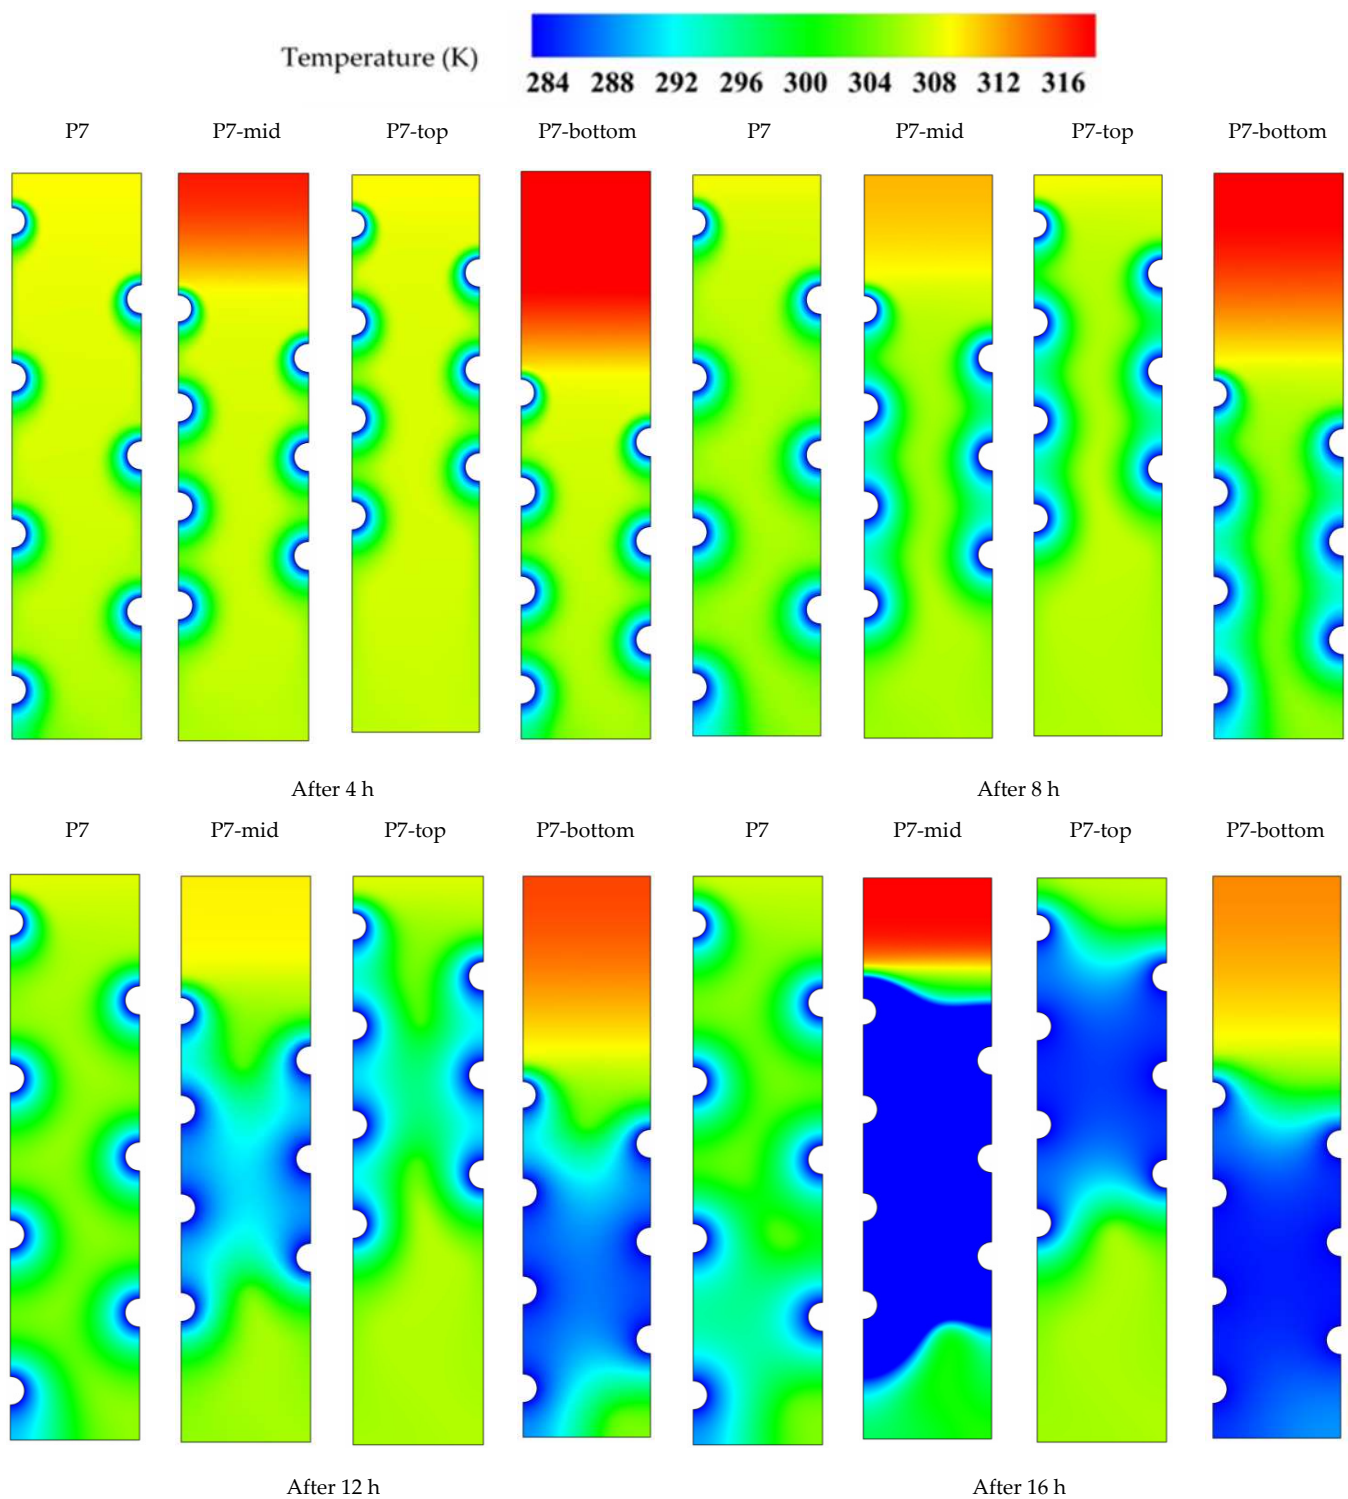 Temperature (K)
284 288 292 296 300 304 308 312 316
P7 P7-mid P7-top P7-bottom P7 P7-mid P7-top P7-bottom
After 4 h After 8 h
P7 P7-mid P7-top P7-bottom P7 P7-mid P7-top P7-bottom
After 12 h After 16 h